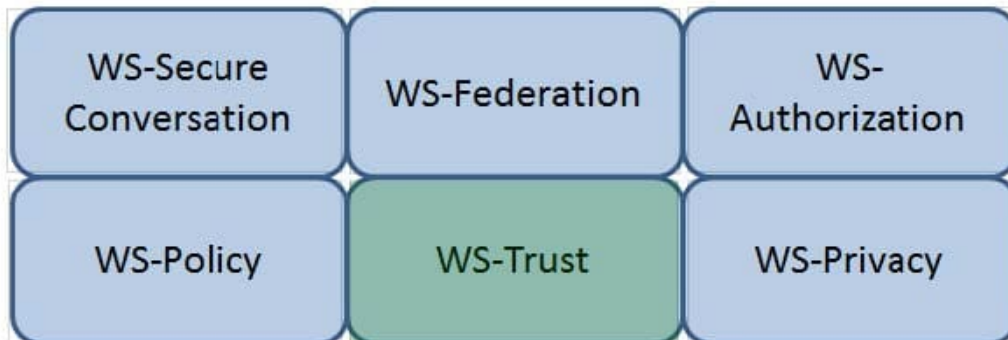 WS-Secure
Conversation
WS-Federation
WS-
Authorization
WS-Policy
WS-Trust
WS-Privacy